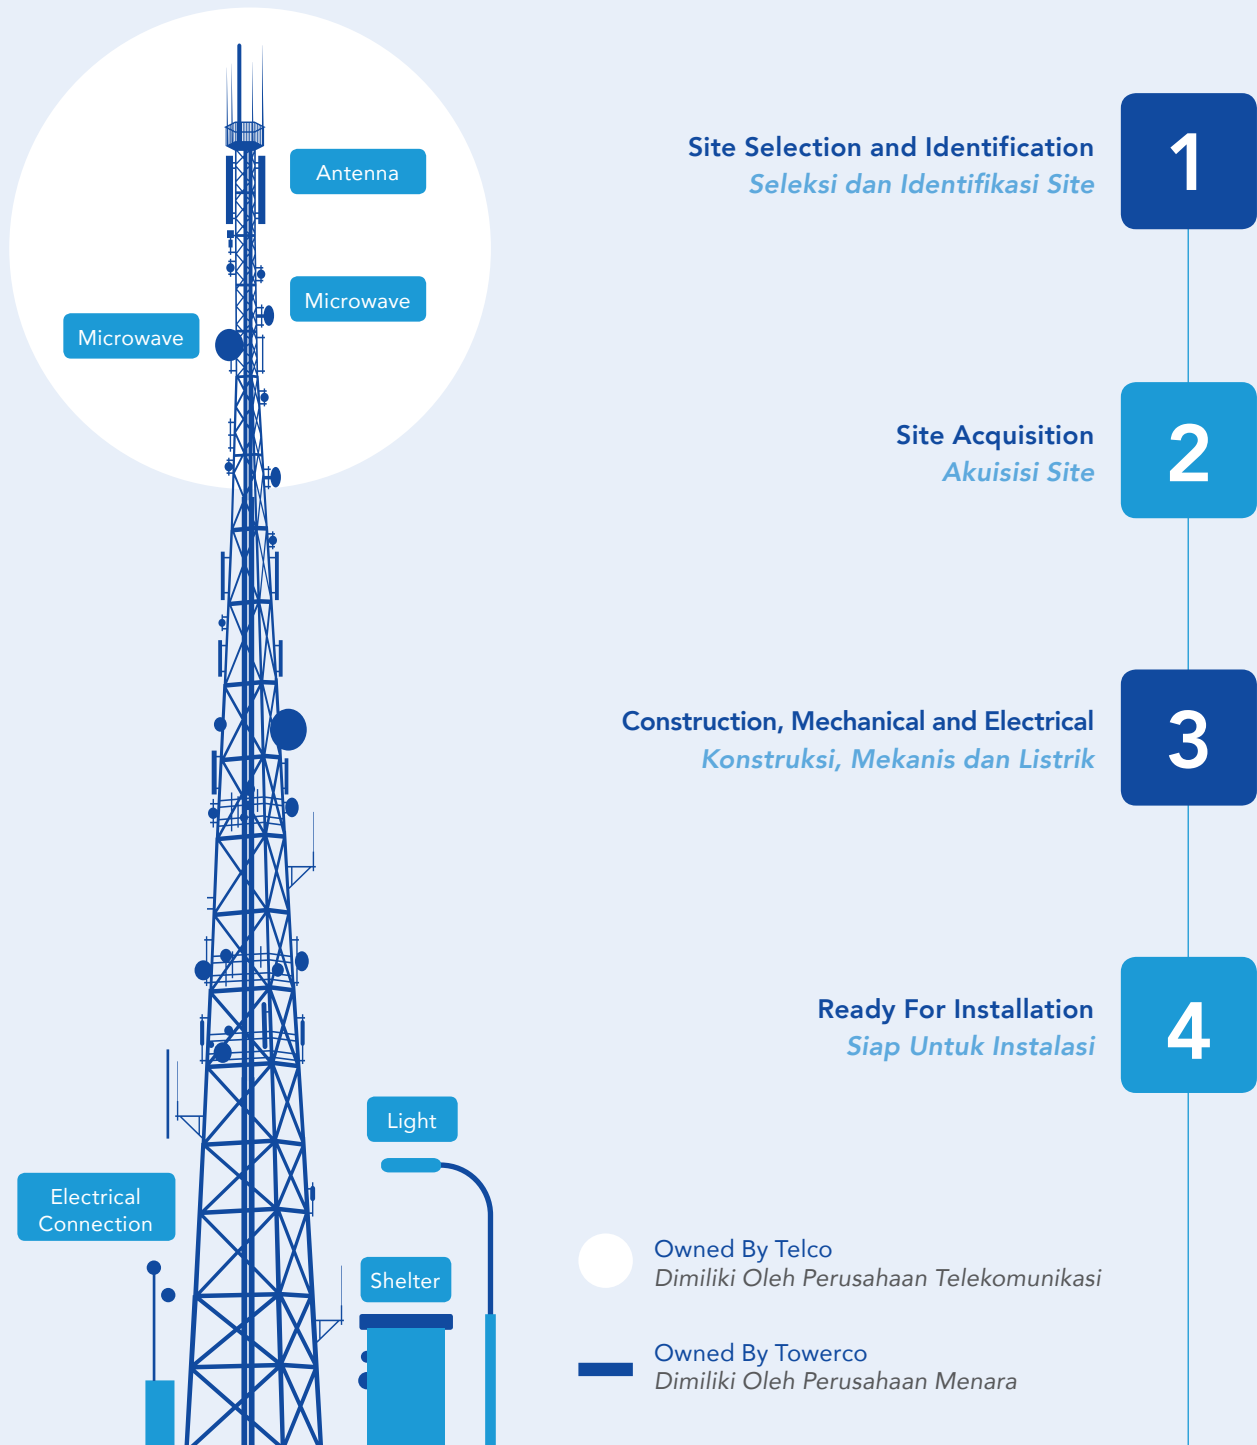 Antenna
Microwave
Microwave
Electrical
Connection
Light
Shelter
Site Selection and Identification
Seleksi dan Identifikasi Site
1
Site Acquisition
Akuisisi Site
2
Construction, Mechanical and Electrical
Konstruksi, Mekanis dan Listrik
3
Ready For Installation
Siap Untuk Instalasi
4
Owned By Telco
Dimiliki Oleh Perusahaan Telekomunikasi
Owned By Towerco
Dimiliki Oleh Perusahaan Menara